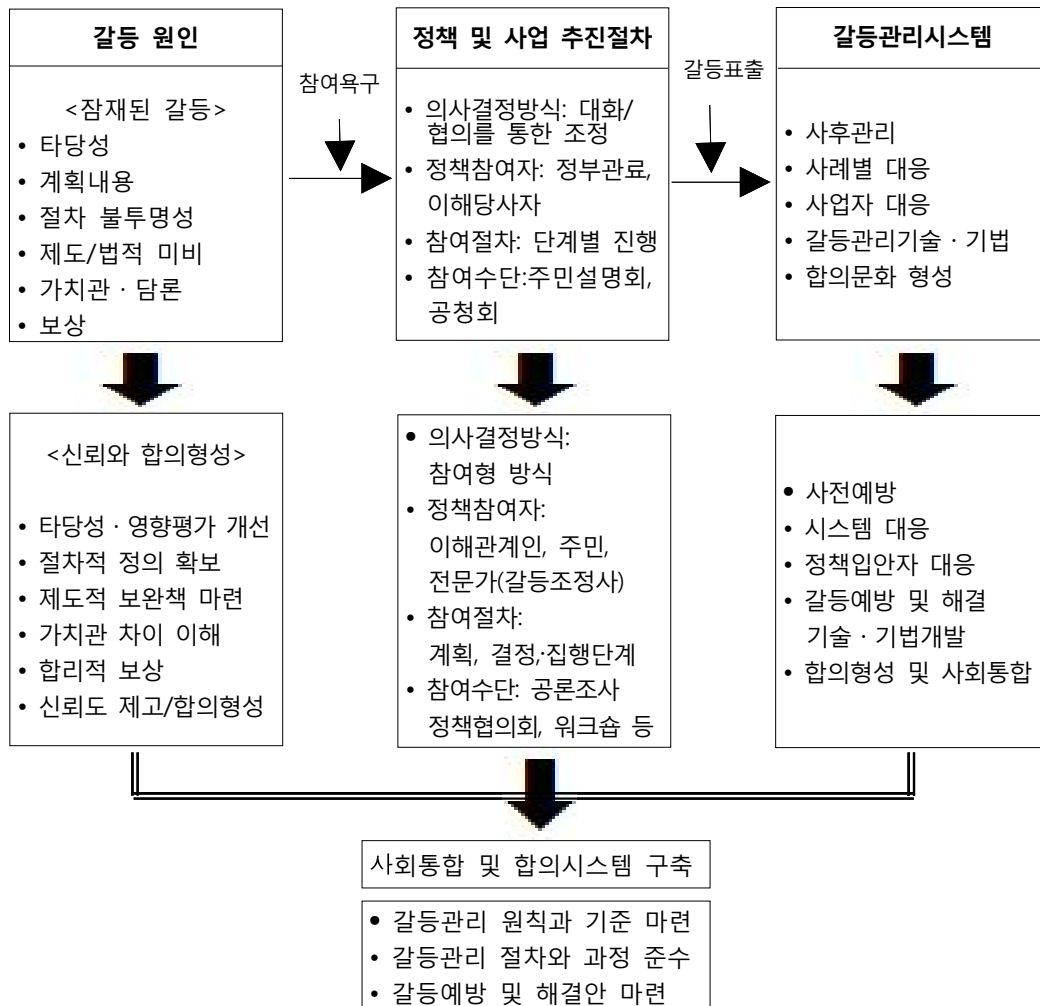 갈등 원인
<잠재된 갈등>
• 타당성
• 계획내용
• 절차 불투명성
• 제도/법적 미비
• 가치관 · 담론
• 보상
참여욕구
정책 및 사업 추진절차
• 의사결정방식: 대화/
협의를 통한 조정
• 정책참여자: 정부관료,
이해당사자
• 참여절차: 단계별 진행
• 참여수단:주민설명회,
공청회
갈등표출
갈등관리시스템
• 사후관리
• 사례별 대응
• 사업자 대응
• 갈등관리기술 · 기법
• 합의문화 형성
<신뢰와 합의형성>
• 타당성 · 영향평가 개선
• 절차적 정의 확보
• 제도적 보완책 마련
• 가치관 차이 이해
• 합리적 보상
• 신뢰도 제고/합의형성
• 의사결정방식:
참여형 방식
• 정책참여자:
이해관계인, 주민,
전문가(갈등조정사)
• 참여절차:
계획, 결정,·집행단계
• 참여수단: 공론조사
정책협의회, 워크숍 등
• 사전예방
• 시스템 대응
• 정책입안자 대응
• 갈등예방 및 해결
기술 · 기법개발
• 합의형성 및 사회통합
사회통합 및 합의시스템 구축
• 갈등관리 원칙과 기준 마련
• 갈등관리 절차와 과정 준수
• 갈등예방 및 해결안 마련